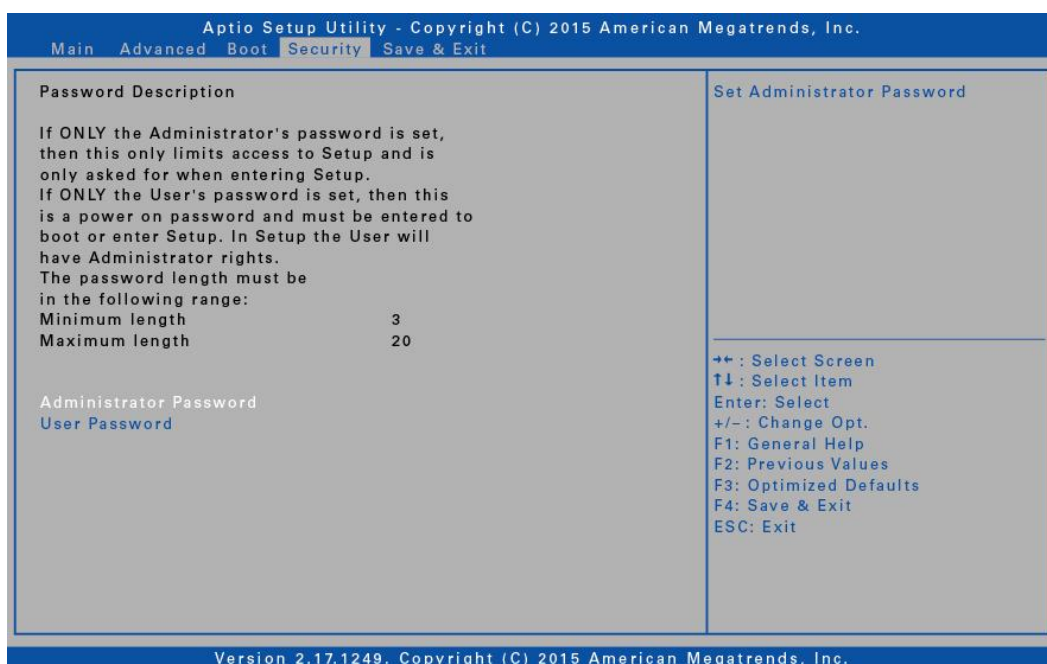 Aptio Setup Utility - Copyright (C) 2015 American Megatrends, Inc.
Main Advanced Boot Security Save & Exit
Password Description
If ONLY the Administrator's password is set,
then this only limits access to Setup and is
only asked for when entering Setup.
If ONLY the User's password is set, then this
is a power on password and must be entered to
boot or enter Setup. In Setup the User will
have Administrator rights.
The password length must be
in the following range:
Minimum length 3
Maximum length 20
Administrator Password
User Password
Set Administrator Password
→←: Select Screen
↑↓: Select Item
Enter: Select
+/–: Change Opt.
F1: General Help
F2: Previous Values
F3: Optimized Defaults
F4: Save & Exit
ESC: Exit
Version 2.17.1249. Copyright (C) 2015 American Megatrends, Inc.